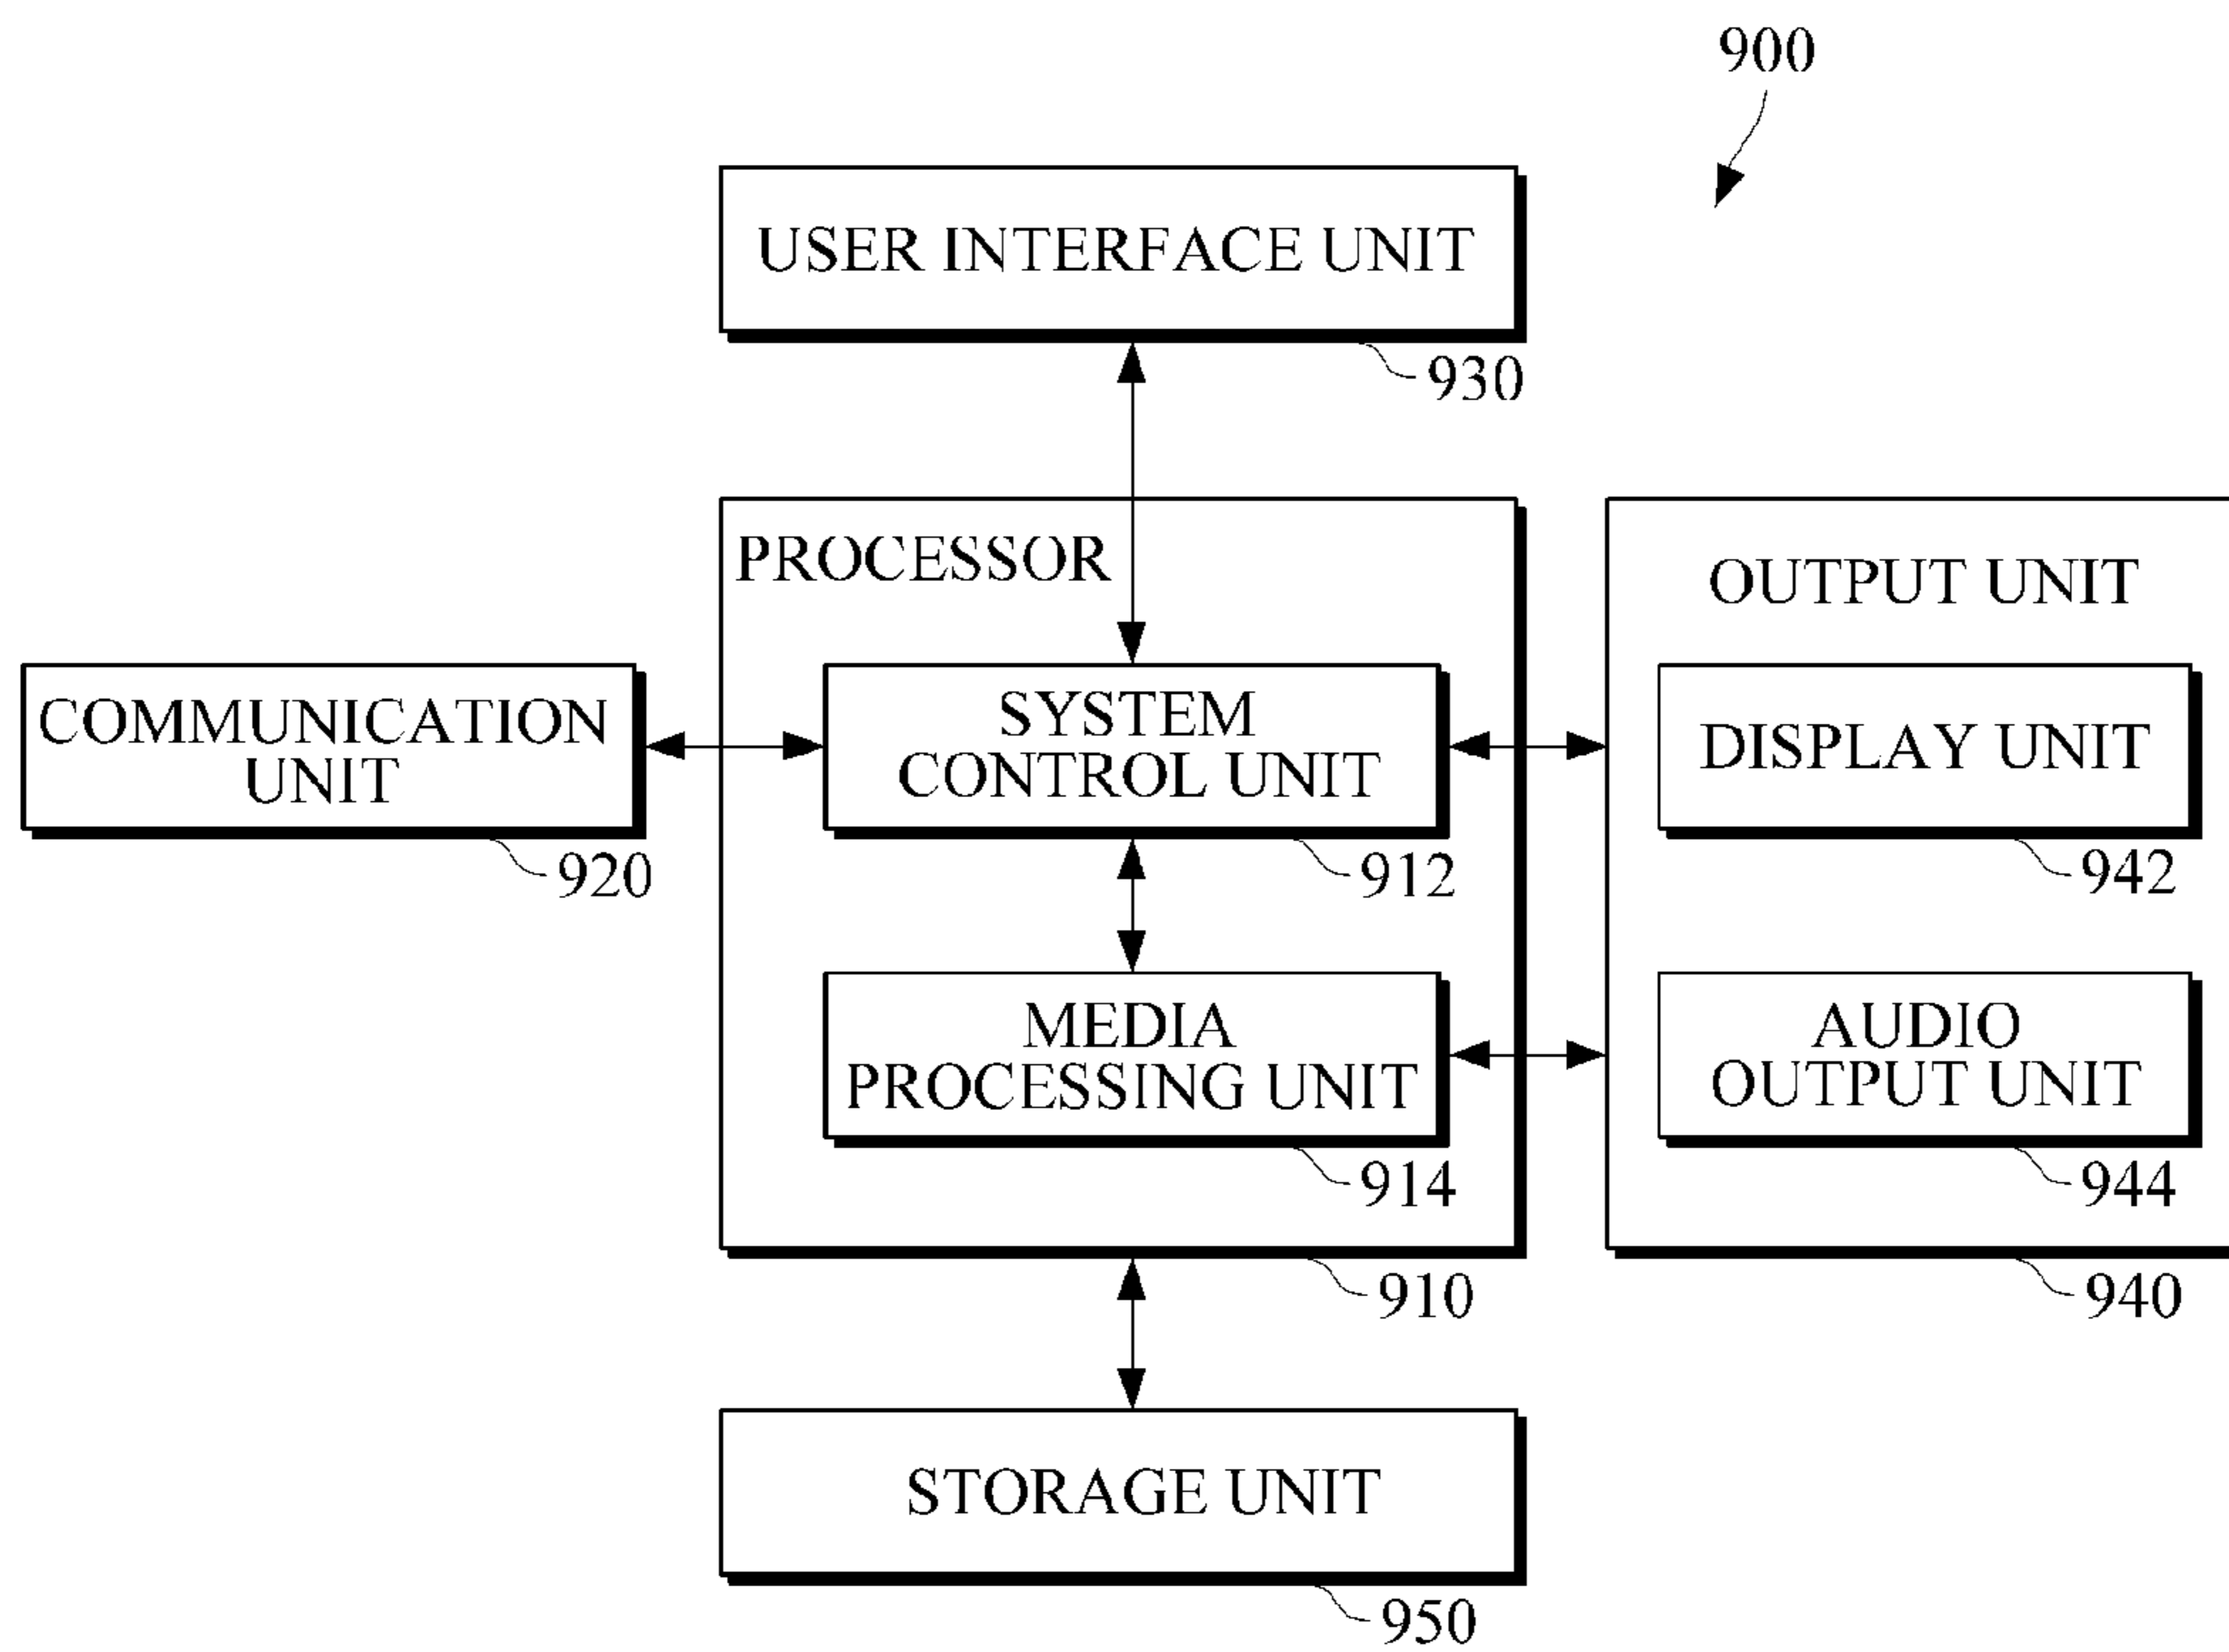 900
USER INTERFACE UNIT
930
PROCESSOR
OUTPUT UNIT
COMMUNICATION
UNIT
920
SYSTEM
CONTROL UNIT
912
DISPLAY UNIT
942
MEDIA
PROCESSING UNIT
914
AUDIO
OUTPUT UNIT
944
910
940
STORAGE UNIT
950